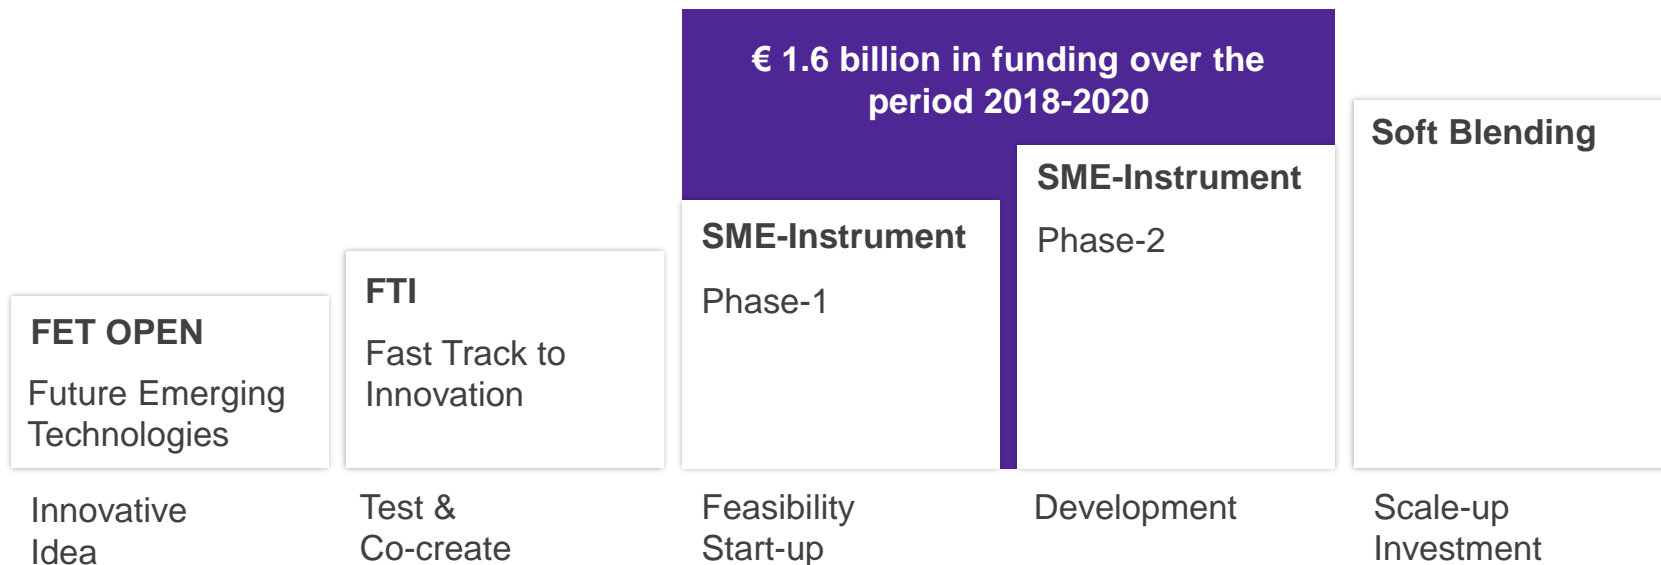 € 1.6 billion in funding over the
period 2018-2020
FET OPEN
Future Emerging
Technologies
Innovative
Idea
FTI
Fast Track to
Innovation
Test &
Co-create
SME-Instrument
Phase-1
Feasibility
Start-up
SME-Instrument
Phase-2
Development
Soft Blending
Scale-up
Investment